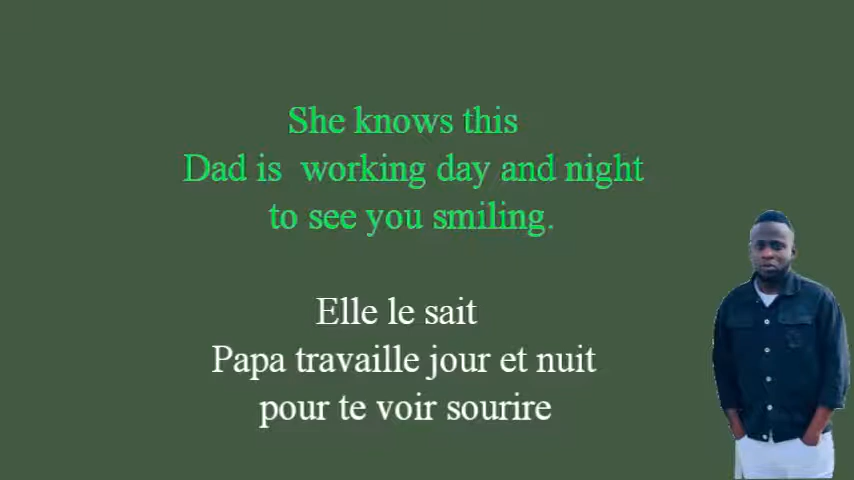 She knows this
Dad is  working day and night
to see you smiling.
Elle le sait
Papa travaille jour et nuit
pour te voir sourire